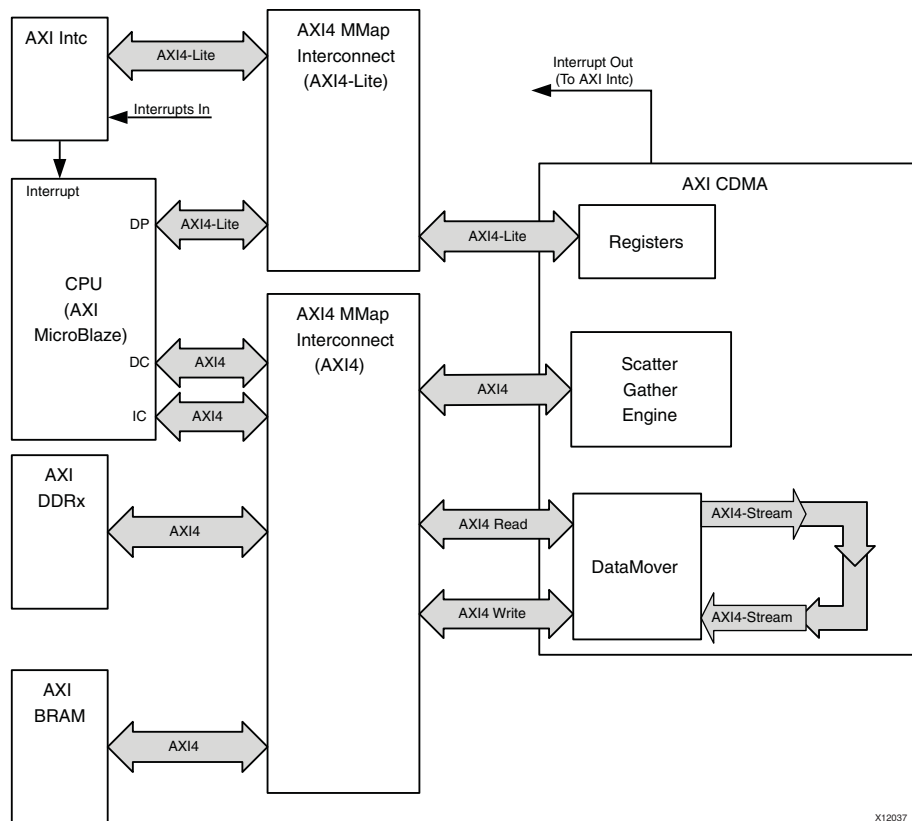 AXI Intc
AXI4-Lite
AXI4 MMap
Interconnect
(AXI4-Lite)
Interrupt Out
(To AXI Intc)
Interrupts In
Interrupt
AXI CDMA
DP
AXI4-Lite
AXI4-Lite
Registers
CPU
(AXI
MicroBlaze)
AXI4 MMap
Interconnect
(AXI4)
DC
AXI4
AXI4
Scatter
Gather
Engine
IC
AXI4
AXI
DDRx
AXI4
AXI4 Read
AXI4-Stream
DataMover
AXI4 Write
AXI4-Stream
AXI
BRAM
AXI4
X12037